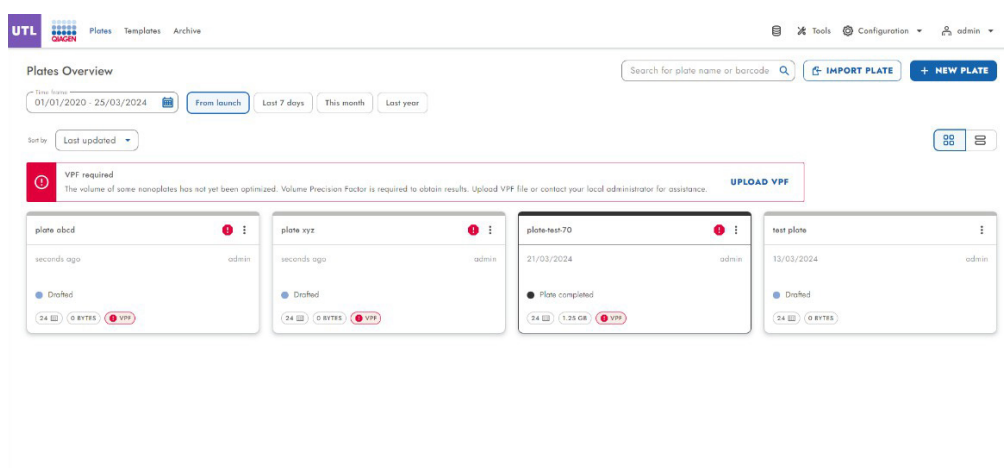 UTL QIAGEN Plates Templates Archive Tools Configuration admin
Plates Overview Search for plate name or barcode IMPORT PLATE + NEW PLATE
Time frame
01/01/2020 - 25/03/2024 From launch Last 7 days This month Last year
Sort by Last updated
VPF required
The volume of some nanoplates has not yet been optimized. Volume Precision Factor is required to obtain results. Upload VPF file or contact your local administrator for assistance. UPLOAD VPF
plate abcd plate xyz plate-test-70 test plate
seconds ago admin seconds ago admin 21/03/2024 admin 13/03/2024 admin
Drafted Drafted Plate completed Drafted
24 0 BYTES VPF 24 0 BYTES VPF 24 1.25 GB VPF 24 0 BYTES